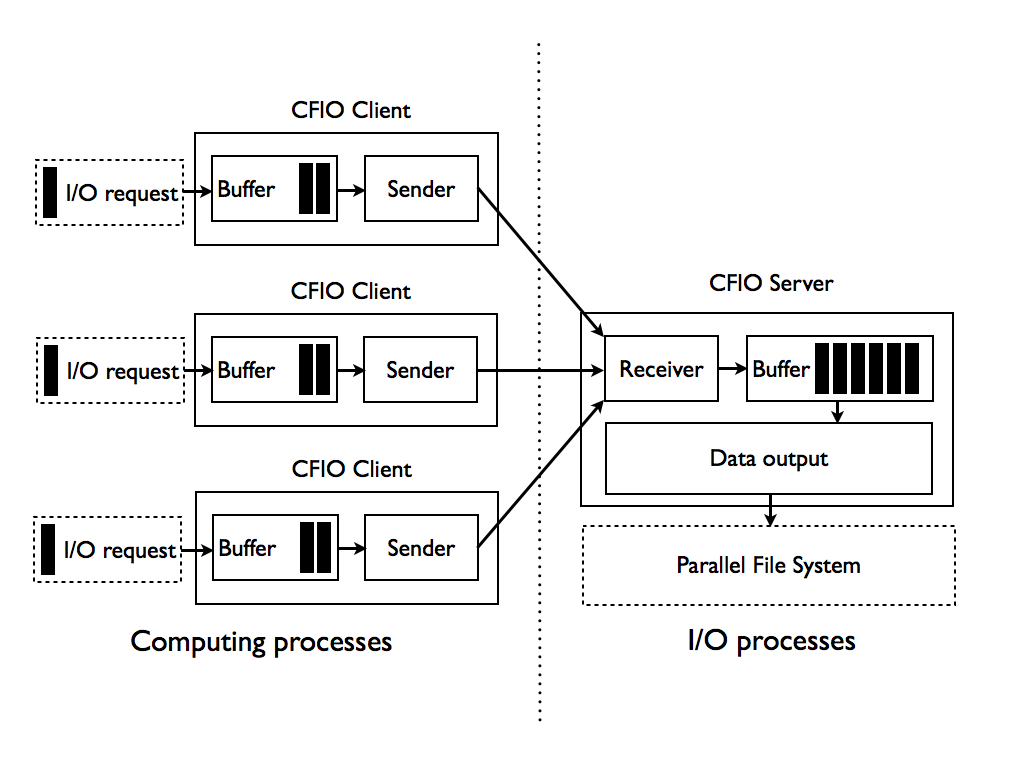 CFIO Client
I/O request
Buffer
Sender
CFIO Client
I/O request
Buffer
Sender
CFIO Client
I/O request
Buffer
Sender
Computing processes
CFIO Server
Receiver
Buffer
Data output
Parallel File System
I/O processes